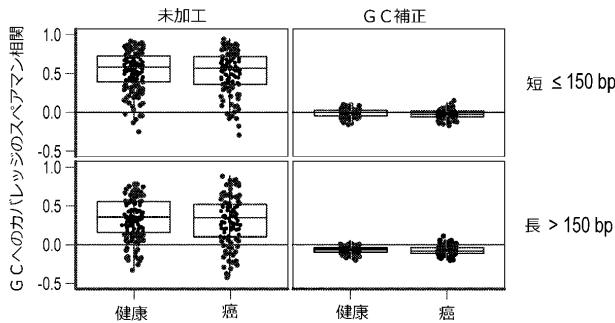 未加工
ＧＣ補正
ＧＣへのカバレッジのスペアマン相関
1.0
0.5
0.0
-0.5
短 ≤ 150 bp
1.0
0.5
0.0
-0.5
長 > 150 bp
健康
癌
健康
癌